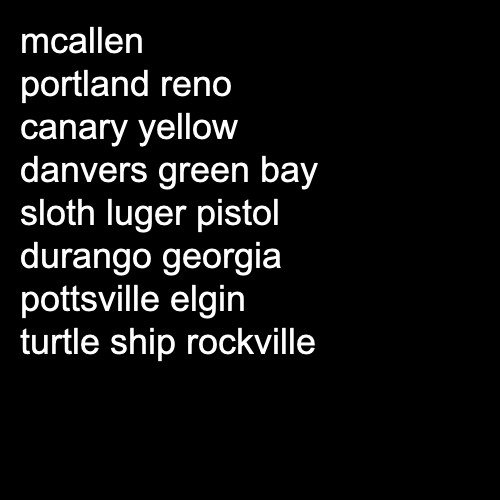 mcallen
portland reno
canary yellow
danvers green bay
sloth luger pistol
durango georgia
pottsville elgin
turtle ship rockville